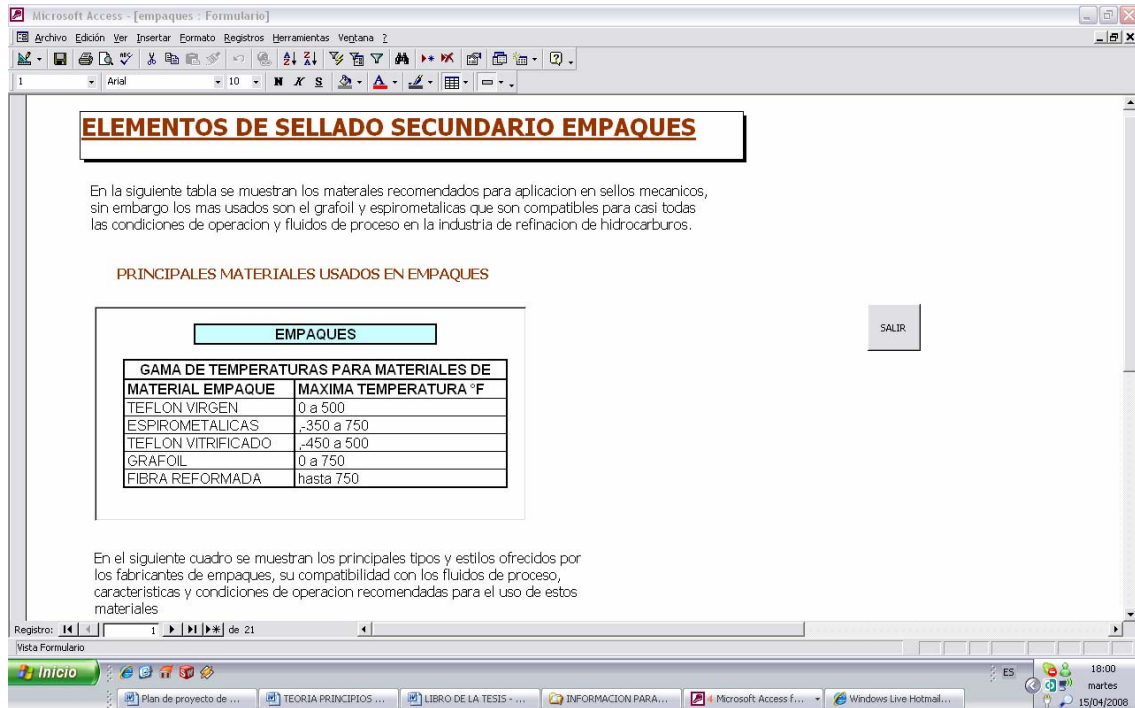 Microsoft Access - [empaques : Formulario]
Archivo Edición Ver Insertar Formato Registros Herramientas Ventana ?
1 Arial 10 N K S
ELEMENTOS DE SELLADO SECUNDARIO EMPAQUES
En la siguiente tabla se muestran los materales recomendados para aplicacion en sellos mecanicos,
sin embargo los mas usados son el grafoil y espirometalicas que son compatibles para casi todas
las condiciones de operacion y fluidos de proceso en la industria de refinacion de hidrocarburos.
PRINCIPALES MATERIALES USADOS EN EMPAQUES
SALIR
EMPAQUES
GAMA DE TEMPERATURAS PARA MATERIALES DE
MATERIAL EMPAQUE MAXIMA TEMPERATURA °F
TEFLON VIRGEN 0 a 500
ESPIROMETALICAS ,-350 a 750
TEFLON VITRIFICADO ,-450 a 500
GRAFOIL 0 a 750
FIBRA REFORMADA hasta 750
En el siguiente cuadro se muestran los principales tipos y estilos ofrecidos por
los fabricantes de empaques, su compatibilidad con los fluidos de proceso,
caracteristicas y condiciones de operacion recomendadas para el uso de estos
materiales
Registro: 1 de 21
Vista Formulario
Inicio ES 18:00
martes
Plan de proyecto de ... TEORIA PRINCIPIOS ... LIBRO DE LA TESIS - ... INFORMACION PARA... 4 Microsoft Access f... Windows Live Hotmail... 15/04/2008